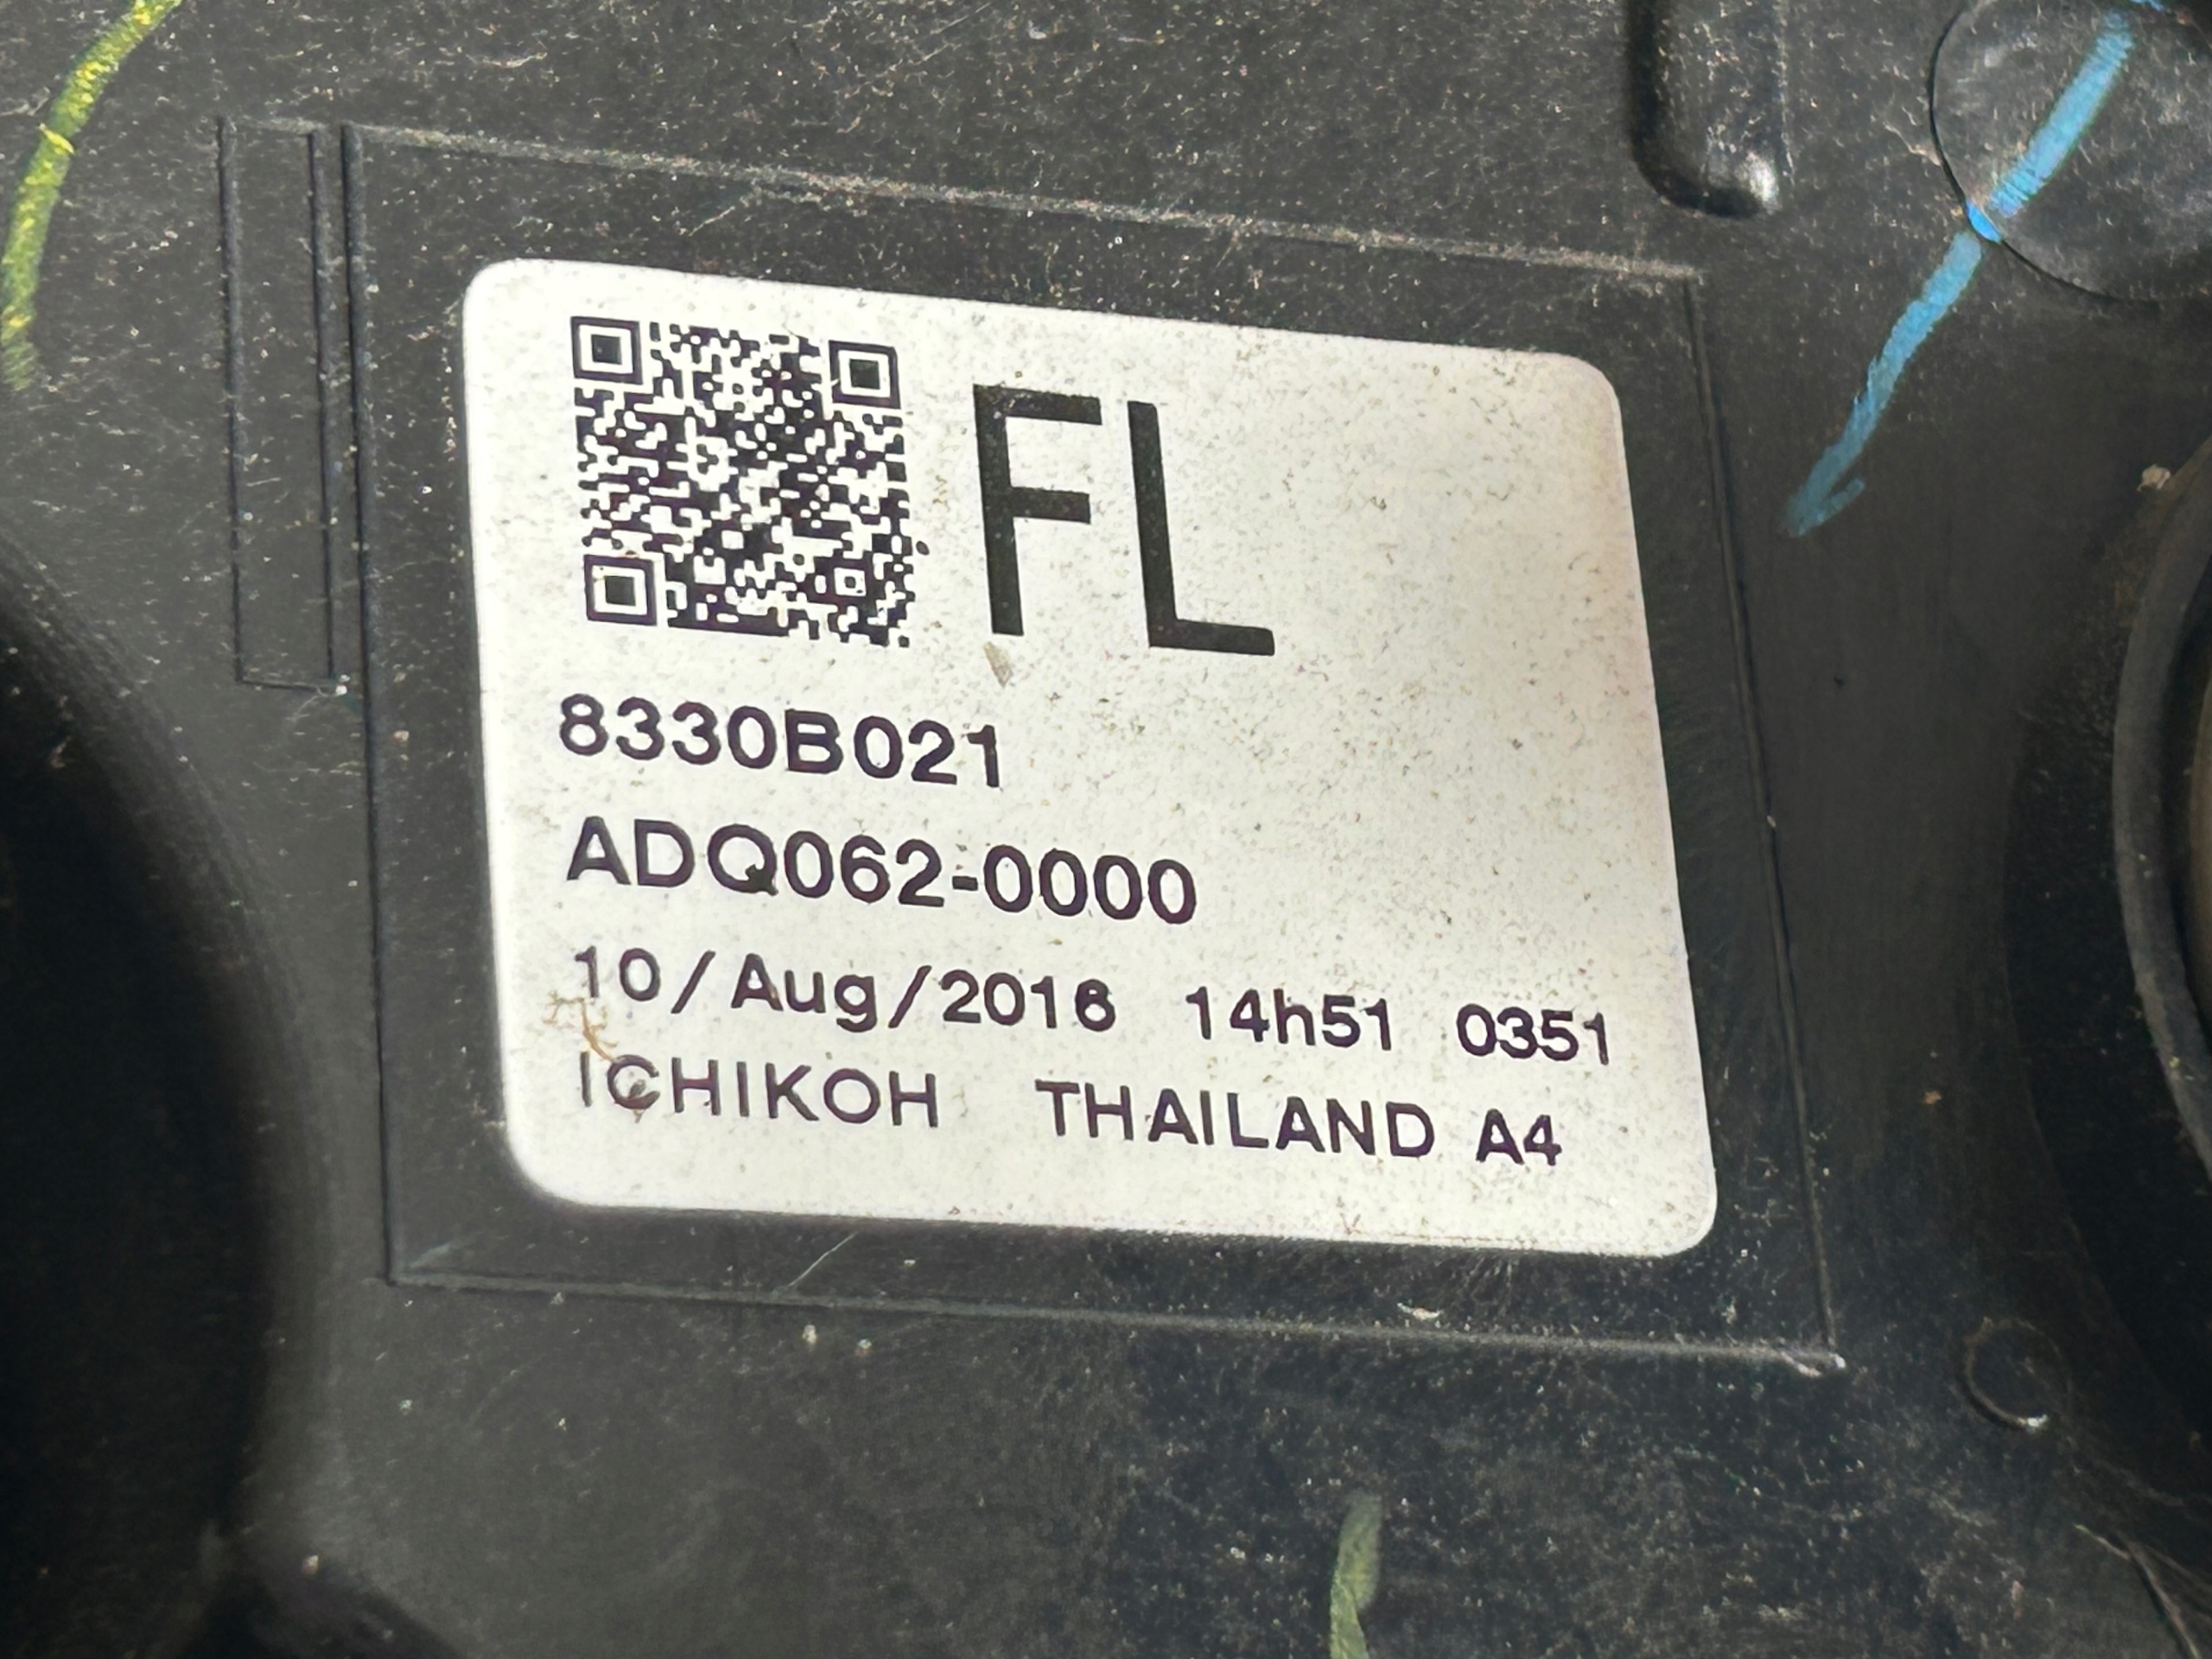 FL
8330B021
ADQ062-0000
10/Aug/2016 14h51 0351
ICHIKOH THAILAND A4